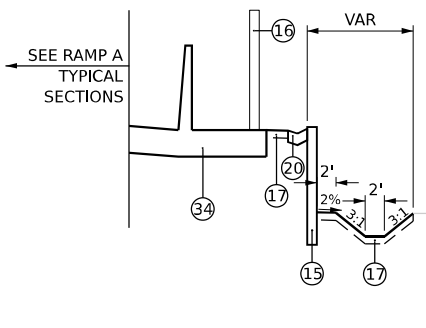 16
VAR
SEE RAMP A
TYPICAL
SECTIONS
20
17
34
2'
2'
2%
3:1
3:1
15
17